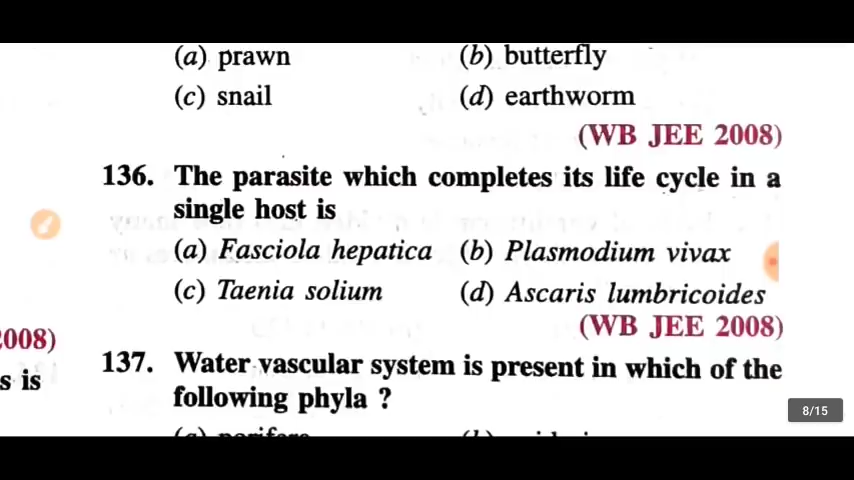 (a) prawn (b) butterfly
(c) snail (d) earthworm
(WB JEE 2008)
136. The parasite which completes its life cycle in a
single host is
(a) Fasciola hepatica (b) Plasmodium vivax
(c) Taenia solium (d) Ascaris lumbricoides
(WB JEE 2008)
2008)
s is
137. Water vascular system is present in which of the
following phyla ?
8/15